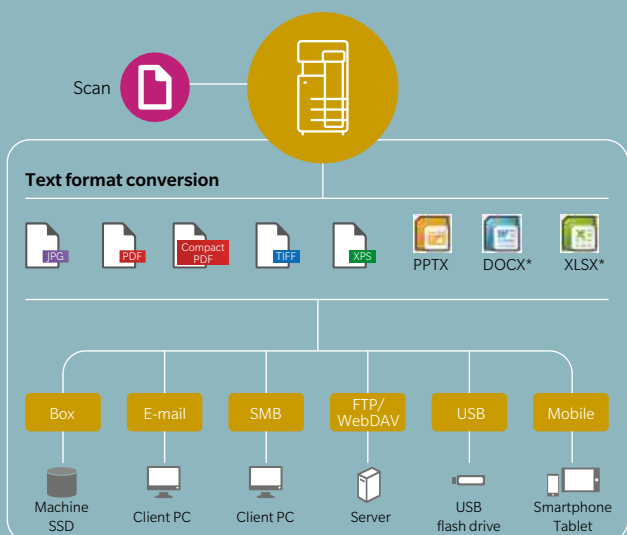 Scan
Text format conversion
JPG
PDF
Compact
PDF
TIFF
XPS
PPTX
DOCX*
XLSX*
Box
E-mail
SMB
FTP/
WebDAV
USB
Mobile
Machine
SSD
Client PC
Client PC
Server
USB
flash drive
Smartphone
Tablet